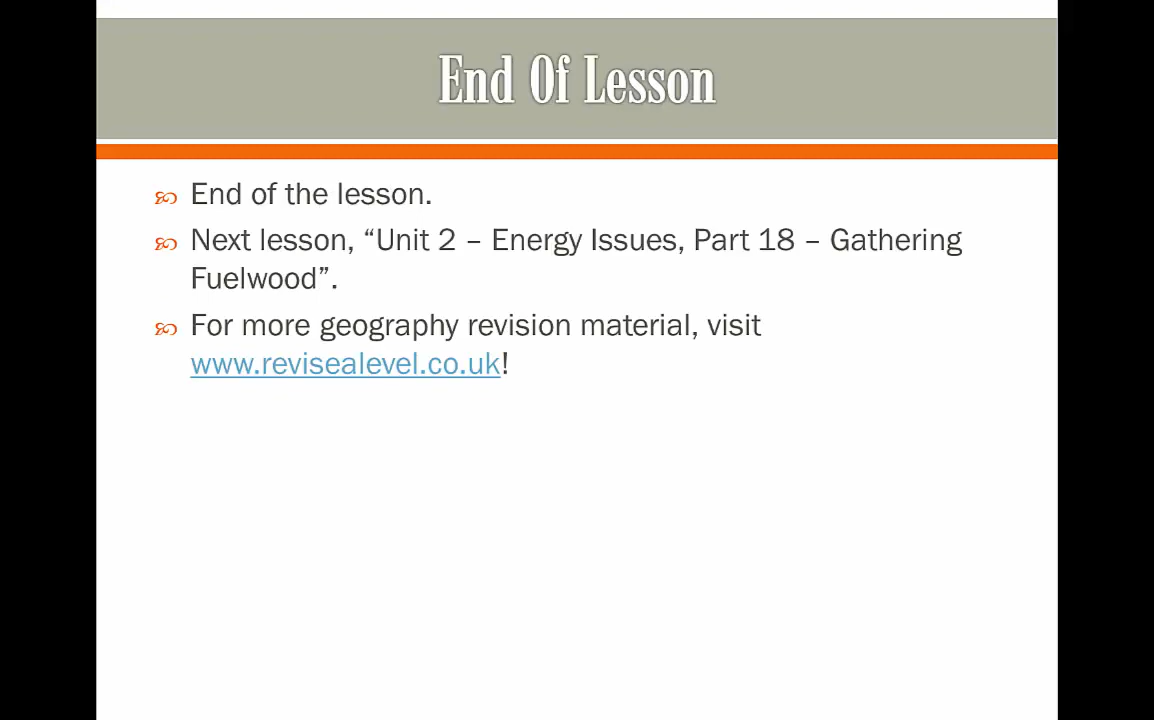 End Of Lesson
End of the lesson.
Next lesson, “Unit 2 – Energy Issues, Part 18 – Gathering
Fuelwood”.
For more geography revision material, visit
www.revisealevel.co.uk!